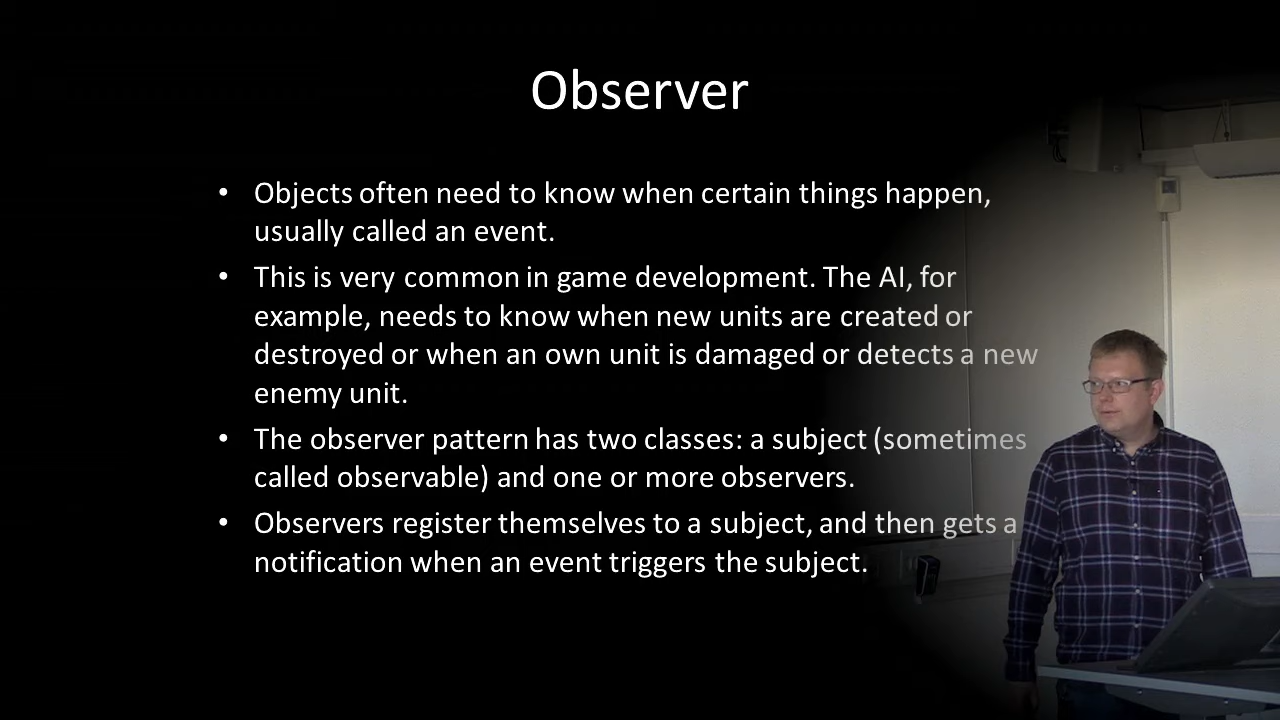 Observer
• Objects often need to know when certain things happen,
usually called an event.
• This is very common in game development. The AI, for
example, needs to know when new units are created or
destroyed or when an own unit is damaged or detects a new
enemy unit.
• The observer pattern has two classes: a subject (sometimes
called observable) and one or more observers.
• Observers register themselves to a subject, and then gets a
notification when an event triggers the subject.